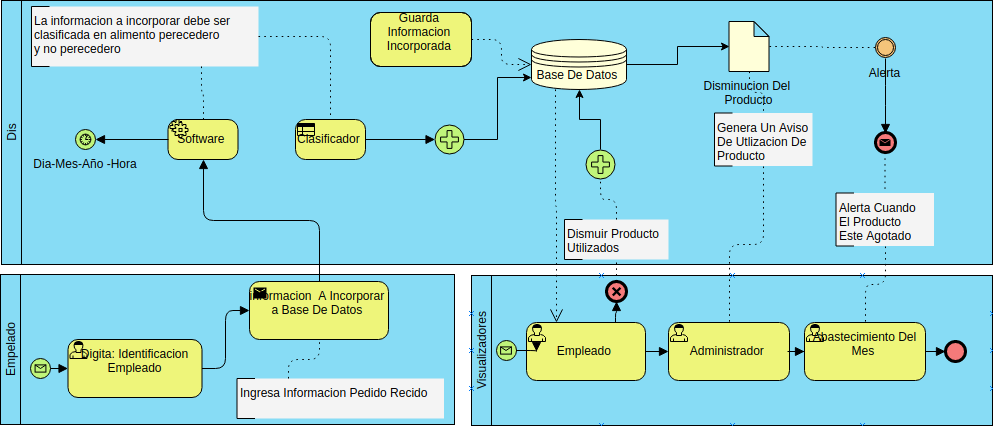 La informacion a incorporar debe ser
clasificada en alimento perecedero
y no perecedero
Guarda
Informacion
Incorporada
Base De Datos
Disminucion Del
Producto
Alerta
Dis
Software
Clasificador
Dia-Mes-Año -Hora
Genera Un Aviso
De Utlizacion De
Producto
Alerta Cuando
El Producto
Este Agotado
Dismuir Producto
Utilizados
Empelado
Informacion A Incorporar
a Base De Datos
Digita: Identificacion
Empleado
Ingresa Informacion Pedido Recido
Visualizadores
Empleado
Administrador
Abastecimiento Del
Mes